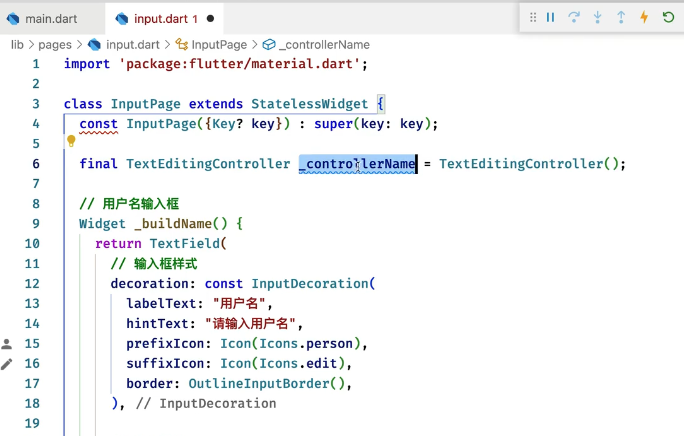 main.dart input.dart 1
lib > pages > input.dart > InputPage > _controllerName
1 import 'package:flutter/material.dart';
2
3 class InputPage extends StatelessWidget {
4 const InputPage({Key? key}) : super(key: key);
5
6 final TextEditingController _controllerName = TextEditingController();
7
8 // 用户名输入框
9 Widget _buildName() {
10 return TextField(
11 // 输入框样式
12 decoration: const InputDecoration(
13 labelText: "用户名",
14 hintText: "请输入用户名",
15 prefixIcon: Icon(Icons.person),
16 suffixIcon: Icon(Icons.edit),
17 border: OutlineInputBorder(),
18 ), // InputDecoration
19